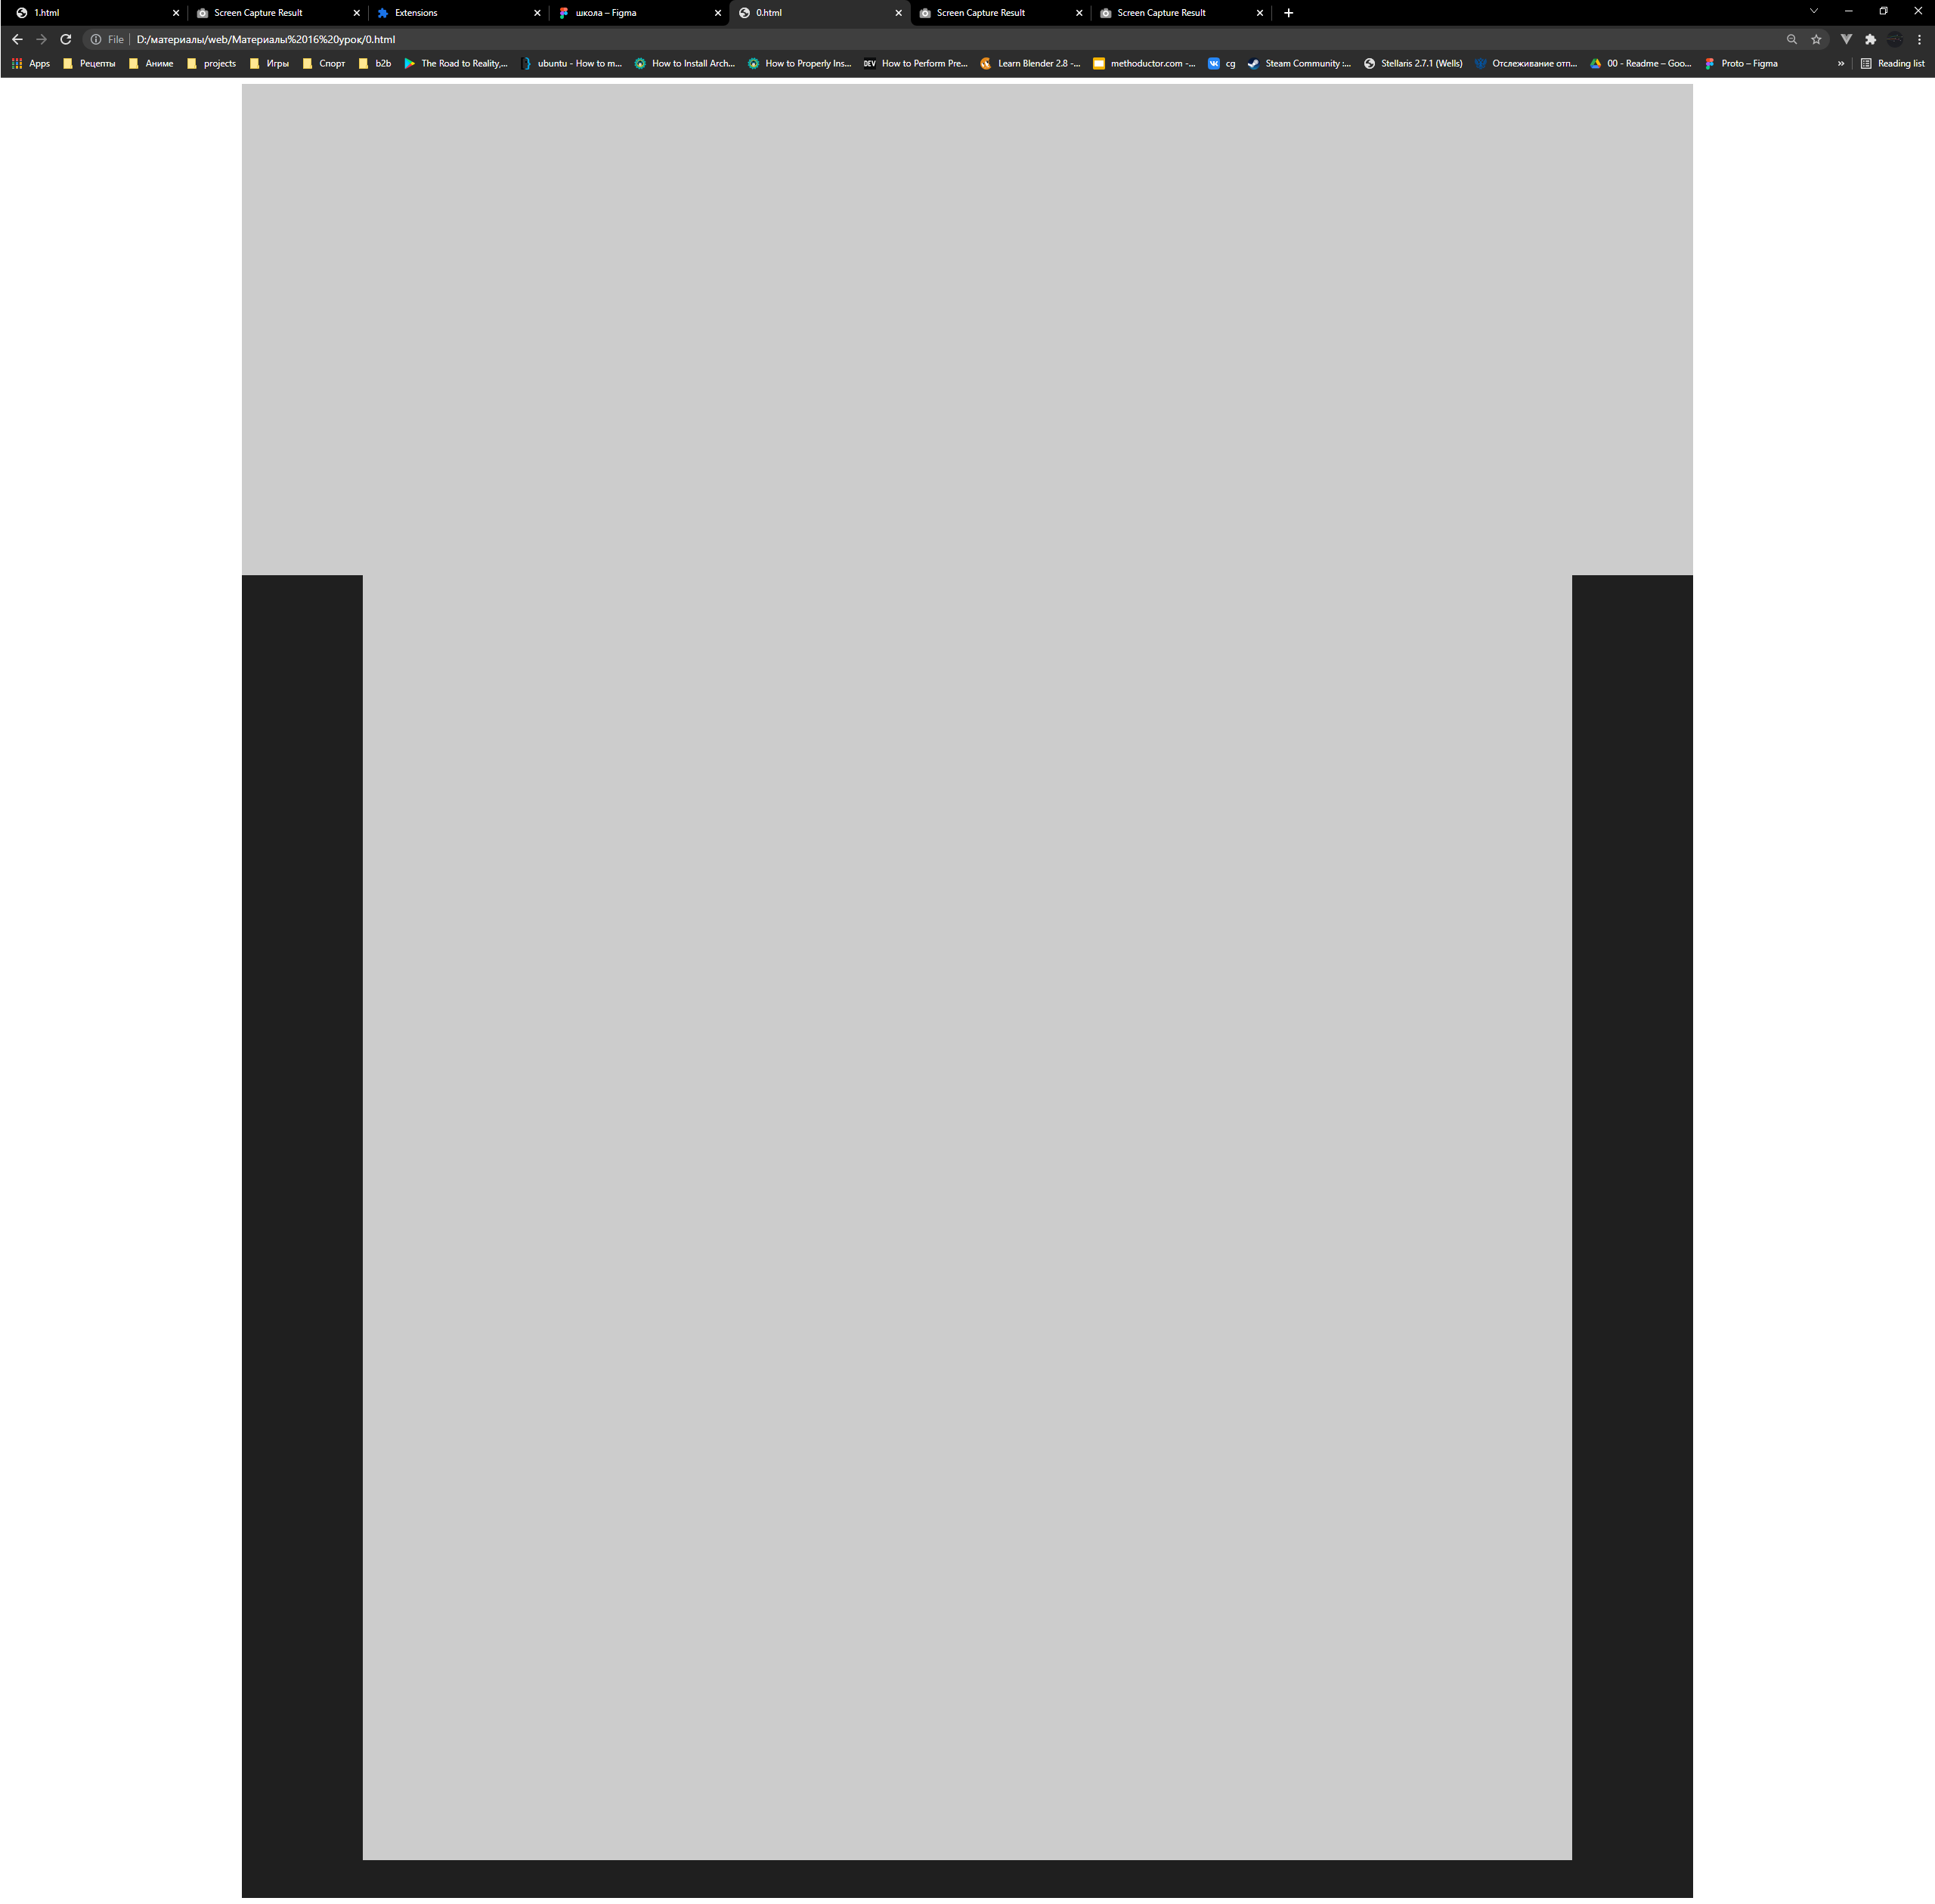 1.html Screen Capture Result Extensions школа – Figma 0.html Screen Capture Result Screen Capture Result
File D:/материалы/web/Материалы%2016%20урок/0.html
Apps Рецепты Аниме projects Игры Спорт b2b The Road to Reality,... ubuntu - How to m... How to Install Arch... How to Properly Ins... DEV How to Perform Pre... Learn Blender 2.8 -... methoductor.com -... cg Steam Community :... Stellaris 2.7.1 (Wells) Отслеживание отп... 00 - Readme – Goo... Proto – Figma » Reading list